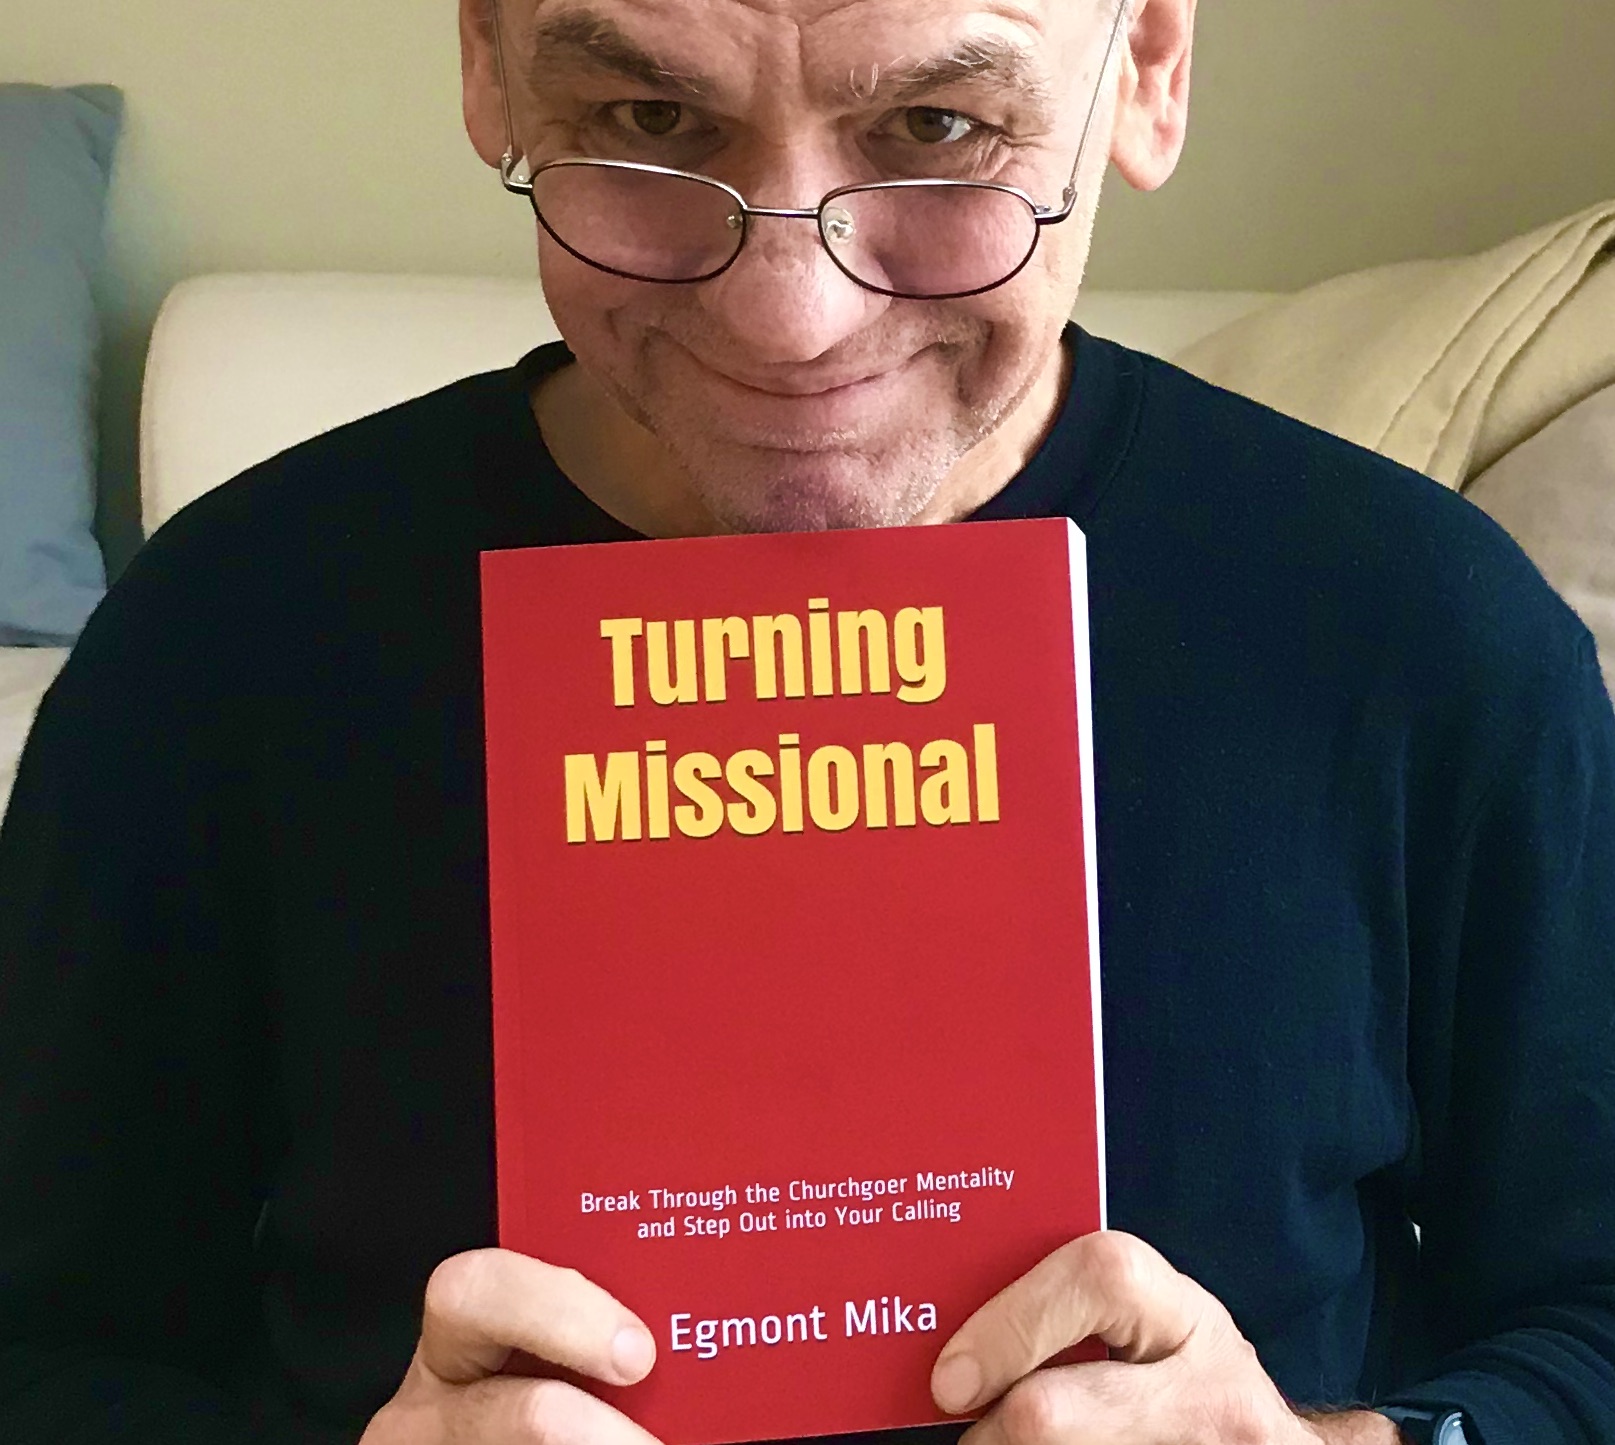 Turning
Missional
Break Through the Churchgoer Mentality
and Step Out into Your Calling
Egmont Mika